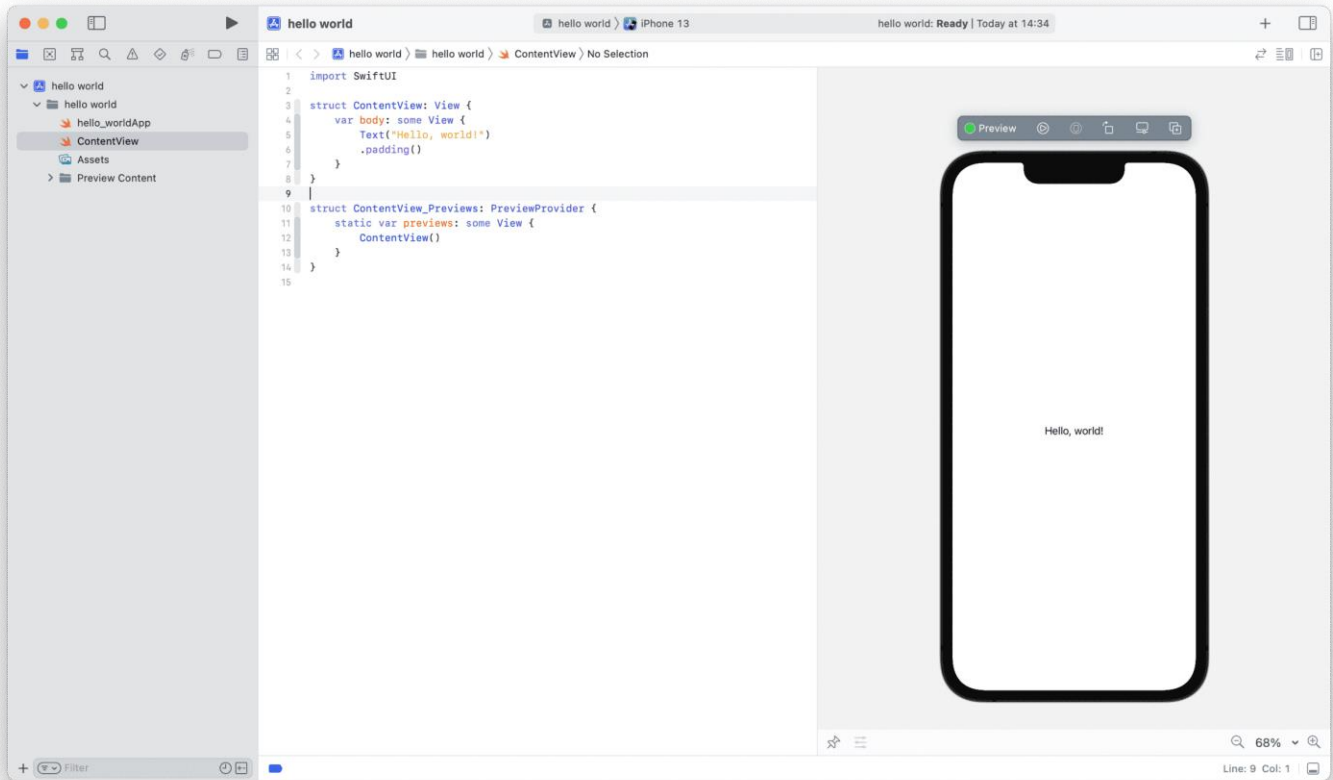 hello world
hello world 〉 iPhone 13
hello world: Ready | Today at 14:34
hello world 〉 hello world 〉 ContentView 〉 No Selection
hello world
hello world
hello_worldApp
ContentView
Assets
Preview Content
1 import SwiftUI
2
3 struct ContentView: View {
4     var body: some View {
5         Text("Hello, world!")
6         .padding()
7     }
8 }
9
10 struct ContentView_Previews: PreviewProvider {
11     static var previews: some View {
12         ContentView()
13     }
14 }
15
Preview
Hello, world!
68%
Filter
Line: 9 Col: 1